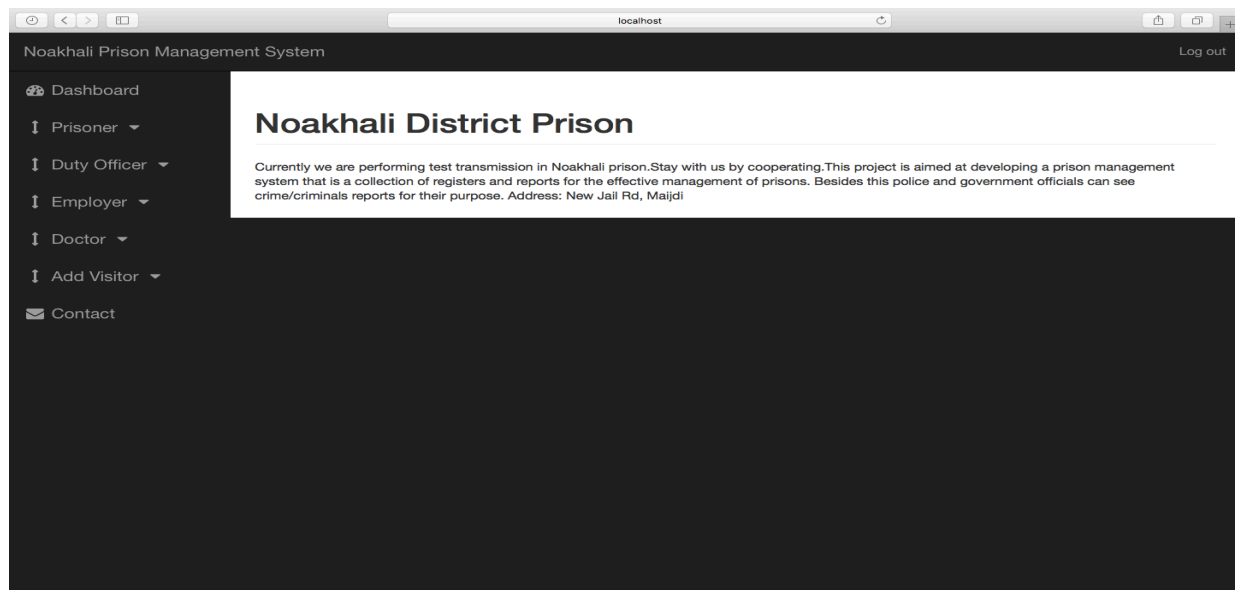 localhost
Noakhali Prison Management System
Log out
Dashboard
Prisoner
Duty Officer
Employer
Doctor
Add Visitor
Contact
Noakhali District Prison
Currently we are performing test transmission in Noakhali prison.Stay with us by cooperating.This project is aimed at developing a prison management
system that is a collection of registers and reports for the effective management of prisons. Besides this police and government officials can see
crime/criminals reports for their purpose. Address: New Jail Rd, Maijdi